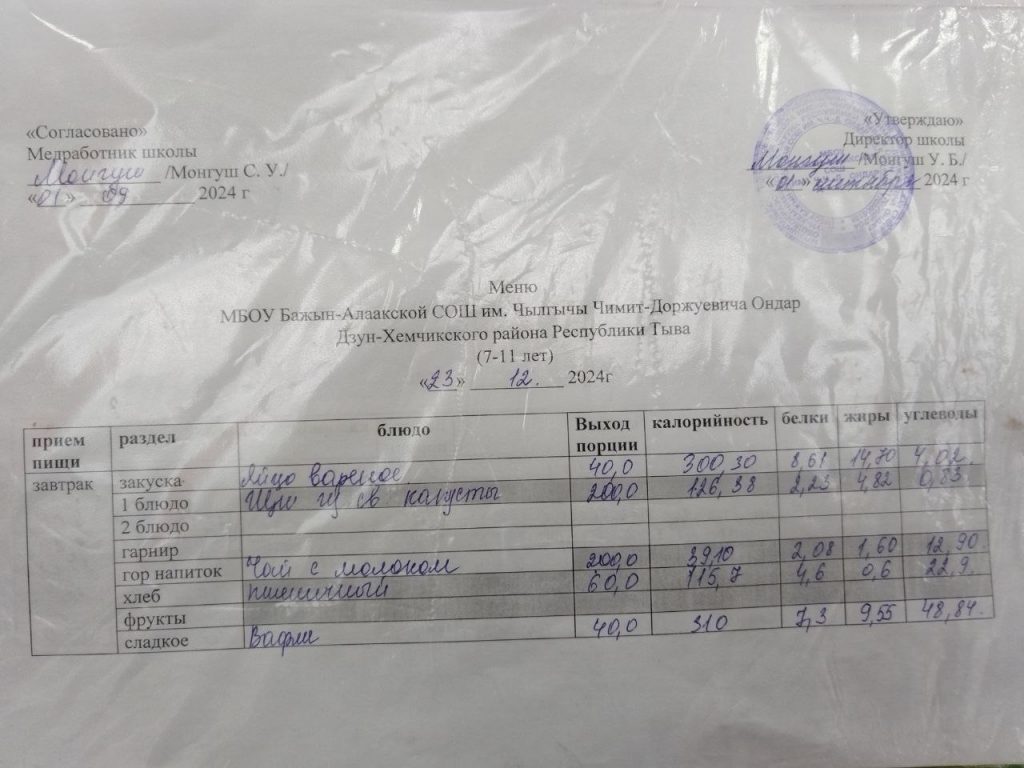 «Согласовано»
Медработник школы
Монгуш /Монгуш С. У./
«01» 09 2024 г
«Утверждаю»
Директор школы
Монгуш /Монгуш У. Б./
«01» сентября 2024 г
Меню
МБОУ Бажын-Алаакской СОШ им. Чылгычы Чимит-Доржуевича Ондар
Дзун-Хемчикского района Республики Тыва
(7-11 лет)
«23» 12. 2024г
прием пищи раздел блюдо Выход порции калорийность белки жиры углеводы
завтрак закуска Яйцо вареное 40,0 300,30 8,61 14,70 4,02.
1 блюдо Щи из св капусты 200,0 126,38 2,23 4,82 0,83.
2 блюдо
гарнир
гор напиток Чай с молоком 200,0 39,10 2,08 1,60 12,90.
хлеб пшеничный 60,0 115,7 4,6 0,6 22,9.
фрукты
сладкое Вафли 40,0 310 7,3 9,55 48,84.